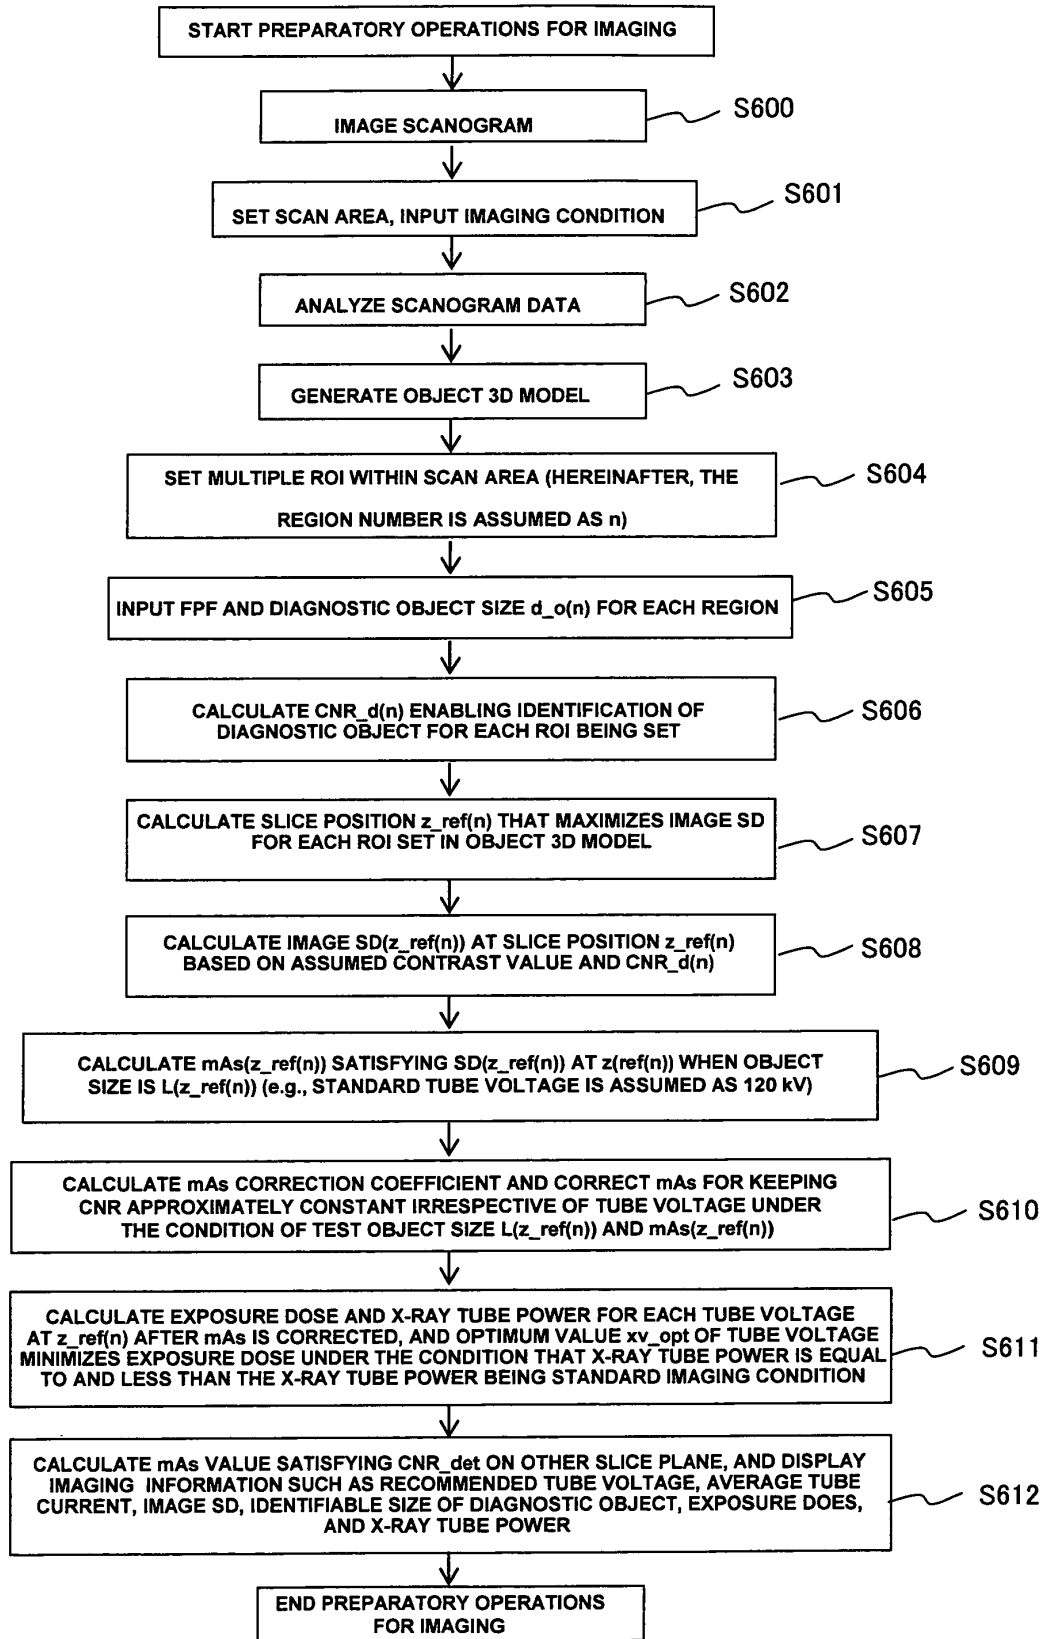 START PREPARATORY OPERATIONS FOR IMAGING
IMAGE SCANOGRAM
S600
SET SCAN AREA, INPUT IMAGING CONDITION
S601
ANALYZE SCANOGRAM DATA
S602
GENERATE OBJECT 3D MODEL
S603
SET MULTIPLE ROI WITHIN SCAN AREA (HEREINAFTER, THE
REGION NUMBER IS ASSUMED AS n)
S604
INPUT FPF AND DIAGNOSTIC OBJECT SIZE d_o(n) FOR EACH REGION
S605
CALCULATE CNR_d(n) ENABLING IDENTIFICATION OF
DIAGNOSTIC OBJECT FOR EACH ROI BEING SET
S606
CALCULATE SLICE POSITION z_ref(n) THAT MAXIMIZES IMAGE SD
FOR EACH ROI SET IN OBJECT 3D MODEL
S607
CALCULATE IMAGE SD(z_ref(n)) AT SLICE POSITION z_ref(n)
BASED ON ASSUMED CONTRAST VALUE AND CNR_d(n)
S608
CALCULATE mAs(z_ref(n)) SATISFYING SD(z_ref(n)) AT z(ref(n)) WHEN OBJECT
SIZE IS L(z_ref(n)) (e.g., STANDARD TUBE VOLTAGE IS ASSUMED AS 120 kV)
S609
CALCULATE mAs CORRECTION COEFFICIENT AND CORRECT mAs FOR KEEPING
CNR APPROXIMATELY CONSTANT IRRESPECTIVE OF TUBE VOLTAGE UNDER
THE CONDITION OF TEST OBJECT SIZE L(z_ref(n)) AND mAs(z_ref(n))
S610
CALCULATE EXPOSURE DOSE AND X-RAY TUBE POWER FOR EACH TUBE VOLTAGE
AT z_ref(n) AFTER mAs IS CORRECTED, AND OPTIMUM VALUE xv_opt OF TUBE VOLTAGE
MINIMIZES EXPOSURE DOSE UNDER THE CONDITION THAT X-RAY TUBE POWER IS EQUAL
TO AND LESS THAN THE X-RAY TUBE POWER BEING STANDARD IMAGING CONDITION
S611
CALCULATE mAs VALUE SATISFYING CNR_det ON OTHER SLICE PLANE, AND DISPLAY
IMAGING INFORMATION SUCH AS RECOMMENDED TUBE VOLTAGE, AVERAGE TUBE
CURRENT, IMAGE SD, IDENTIFIABLE SIZE OF DIAGNOSTIC OBJECT, EXPOSURE DOES,
AND X-RAY TUBE POWER
S612
END PREPARATORY OPERATIONS
FOR IMAGING